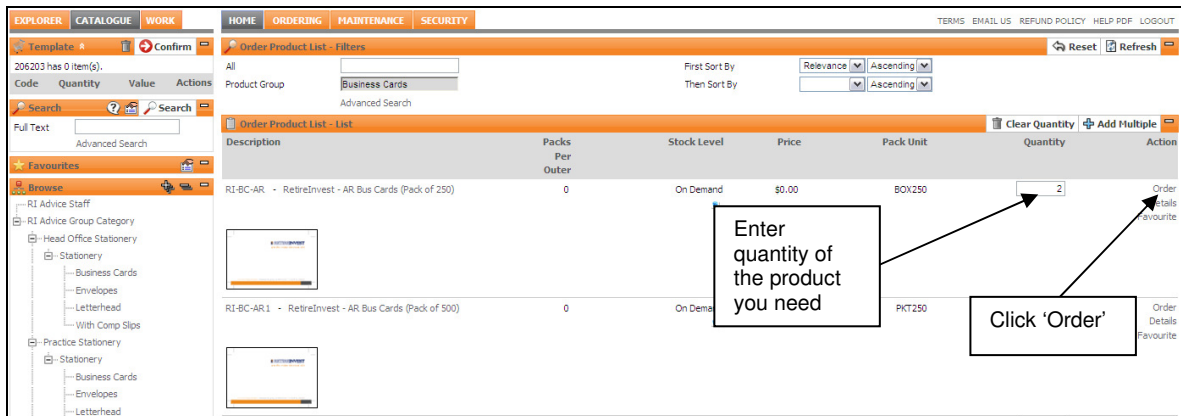 EXPLORER CATALOGUE WORK HOME ORDERING MAINTENANCE SECURITY TERMS EMAIL US REFUND POLICY HELP PDF LOGOUT
Template Confirm
206203 has 0 item(s).
Code Quantity Value Actions
Search Search
Full Text
Advanced Search
Favourites
Browse
RI Advice Staff
RI Advice Group Category
Head Office Stationery
Stationery
Business Cards
Envelopes
Letterhead
With Comp Slips
Practice Stationery
Stationery
Business Cards
Envelopes
Letterhead
Order Product List - Filters Reset Refresh
All First Sort By Relevance Ascending
Product Group Business Cards Then Sort By Ascending
Advanced Search
Order Product List - List Clear Quantity Add Multiple
Description Packs Per Outer Stock Level Price Pack Unit Quantity Action
RI-BC-AR - RetireInvest - AR Bus Cards (Pack of 250) 0 On Demand $0.00 BOX250 2 Order
Details
Favourite
RETIREINVEST
RI-BC-AR1 - RetireInvest - AR Bus Cards (Pack of 500) 0 On Dema PKT250 Order
Details
Favourite
RETIREINVEST
Enter
quantity of
the product
you need
Click ‘Order’